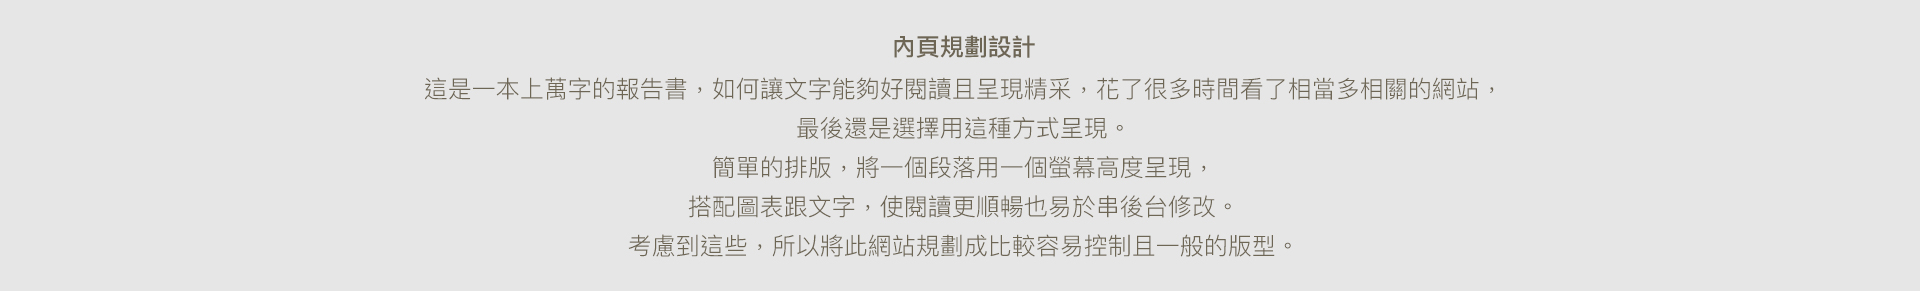 內頁規劃設計
這是一本上萬字的報告書，如何讓文字能夠好閱讀且呈現精采，花了很多時間看了相當多相關的網站，
最後還是選擇用這種方式呈現。
簡單的排版，將一個段落用一個螢幕高度呈現，
搭配圖表跟文字，使閱讀更順暢也易於串後台修改。
考慮到這些，所以將此網站規劃成比較容易控制且一般的版型。